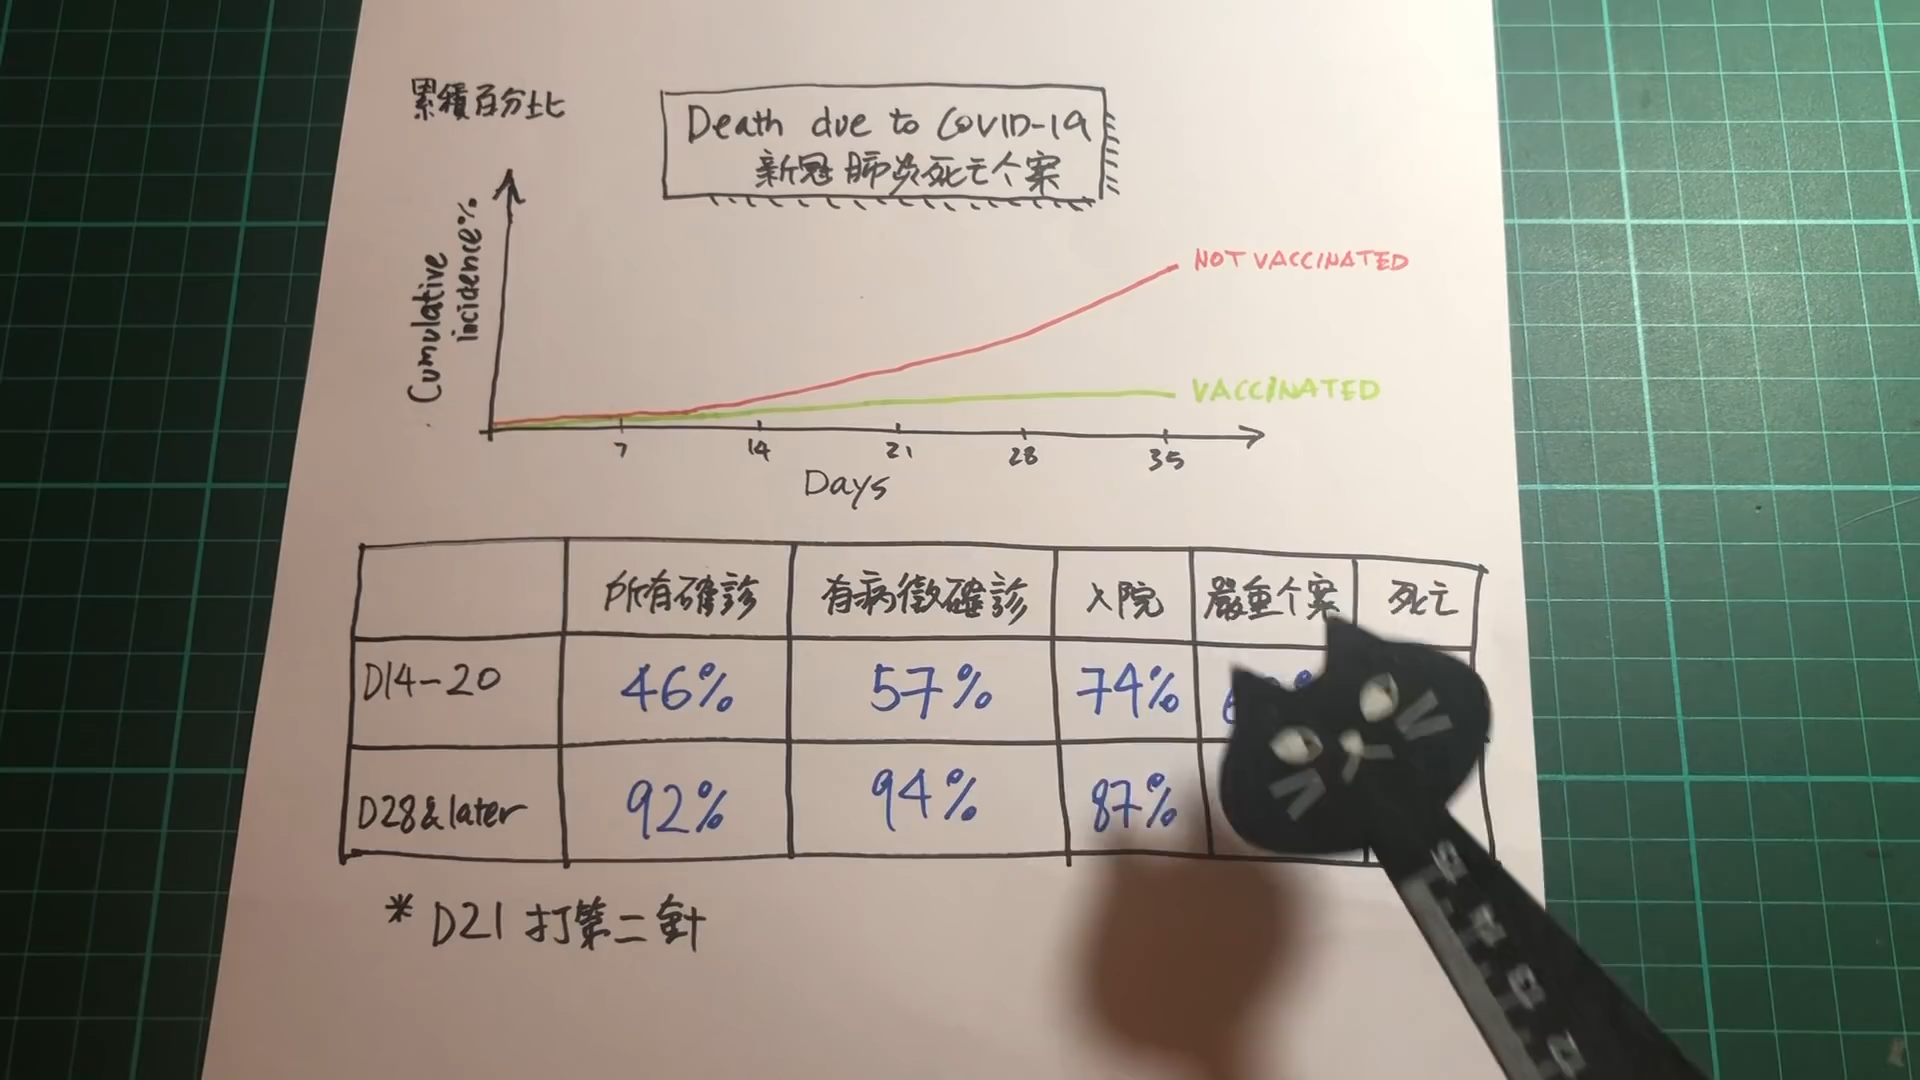 累積百分比
Death due to COVID-19
新冠肺炎死亡个案
Cumulative
incidence%
NOT VACCINATED
VACCINATED
7 14 21 28 35
Days
所有確診 有病徵確診 入院 嚴重个案 死亡
D14-20 46% 57% 74%
D28&later 92% 94% 87%
* D21 打第二針